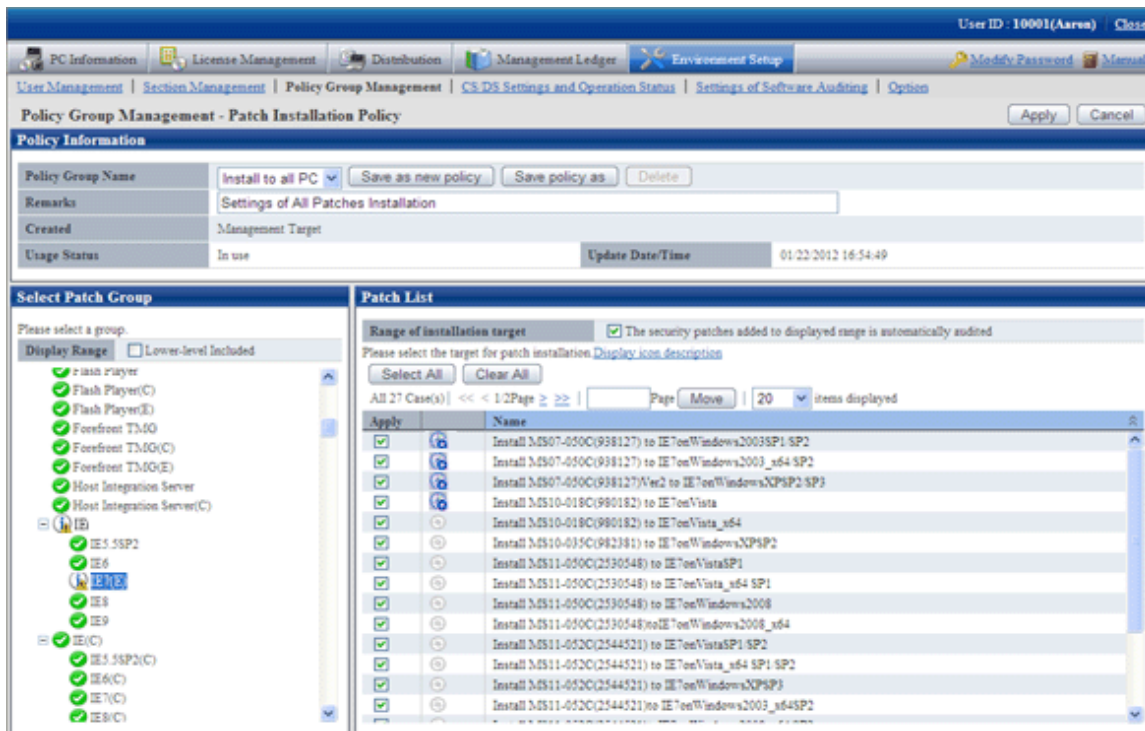 User ID : 10001(Aaron) Close
PC Information License Management Distribution Management Ledger Environment Setup Modify Password Manual
User Management | Section Management | Policy Group Management | CS/DS Settings and Operation Status | Settings of Software Auditing | Option
Policy Group Management - Patch Installation Policy Apply Cancel
Policy Information
Policy Group Name Install to all PC Save as new policy Save policy as Delete
Remarks Settings of All Patches Installation
Created Management Target
Usage Status In use Update Date/Time 01/22/2012 16:54:49
Select Patch Group
Please select a group.
Display Range Lower-level Included
Flash Player
Flash Player(C)
Flash Player(E)
Forefront TMG
Forefront TMG(C)
Forefront TMG(E)
Host Integration Server
Host Integration Server(C)
IE
IE5.5SP2
IE6
IE7(E)
IE8
IE9
IE(C)
IE5.5SP2(C)
IE6(C)
IE7(C)
IE8(C)
Patch List
Range of installation target The security patches added to displayed range is automatically audited
Please select the target for patch installation.Display icon description
Select All Clear All
All 27 Case(s)| << < 1/2Page > >> | Page Move | 20 items displayed
Apply Name
Install MS07-050C(938127) to IE7onWindows2003SP1/SP2
Install MS07-050C(938127) to IE7onWindows2003_x64/SP2
Install MS07-050C(938127)Ver2 to IE7onWindowsXPSP2/SP3
Install MS10-018C(980182) to IE7onVista
Install MS10-018C(980182) to IE7onVista_x64
Install MS10-035C(982381) to IE7onWindowsXPSP2
Install MS11-050C(2530548) to IE7onVistaSP1
Install MS11-050C(2530548) to IE7onVista_x64 SP1
Install MS11-050C(2530548) to IE7onWindows2008
Install MS11-050C(2530548)toIE7onWindows2008_x64
Install MS11-052C(2544521) to IE7onVistaSP1/SP2
Install MS11-052C(2544521) to IE7onVista_x64 SP1/SP2
Install MS11-052C(2544521) to IE7onWindowsXPSP3
Install MS11-052C(2544521)to IE7onWindows2003_x64SP2